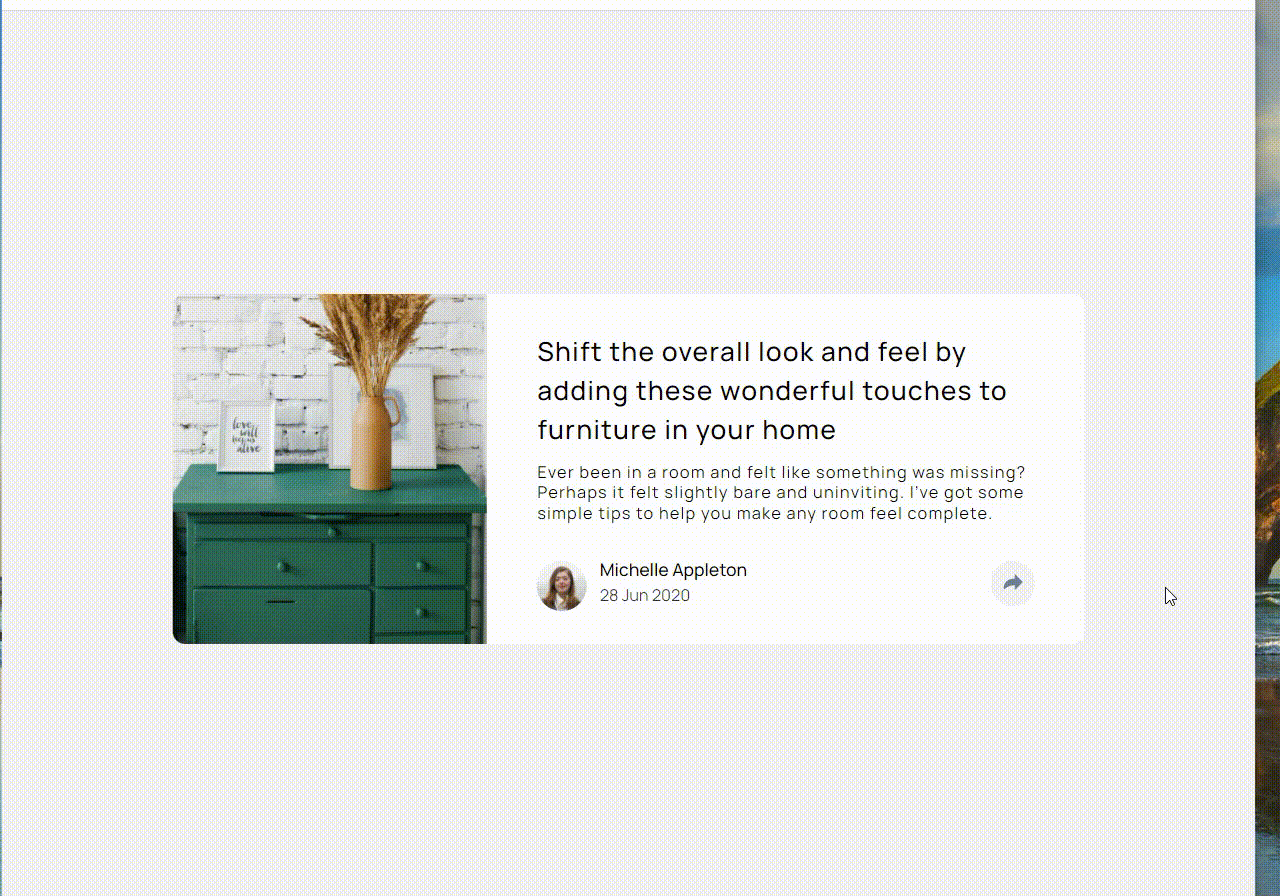 love
will
keep us
alive
Shift the overall look and feel by
adding these wonderful touches to
furniture in your home
Ever been in a room and felt like something was missing?
Perhaps it felt slightly bare and uninviting. I've got some
simple tips to help you make any room feel complete.
Michelle Appleton
28 Jun 2020